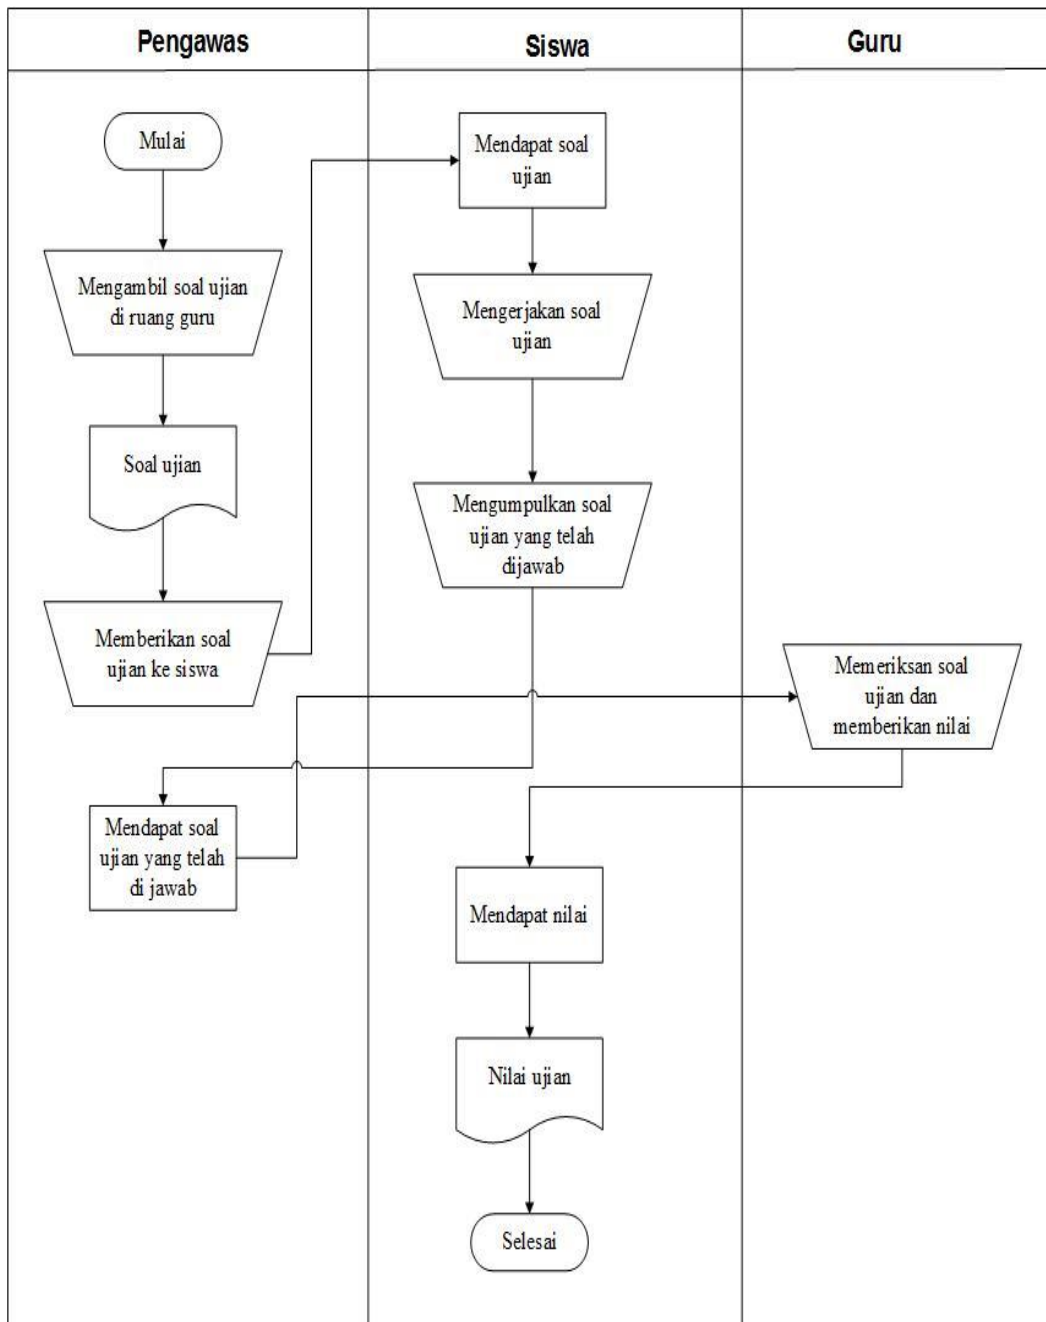 Pengawas
Siswa
Guru
Mulai
Mengambil soal ujian
di ruang guru
Soal ujian
Memberikan soal
ujian ke siswa
Mendapat soal
ujian yang telah
di jawab
Mendapat soal
ujian
Mengerjakan soal
ujian
Mengumpulkan soal
ujian yang telah
dijawab
Memeriksan soal
ujian dan
memberikan nilai
Mendapat nilai
Nilai ujian
Selesai